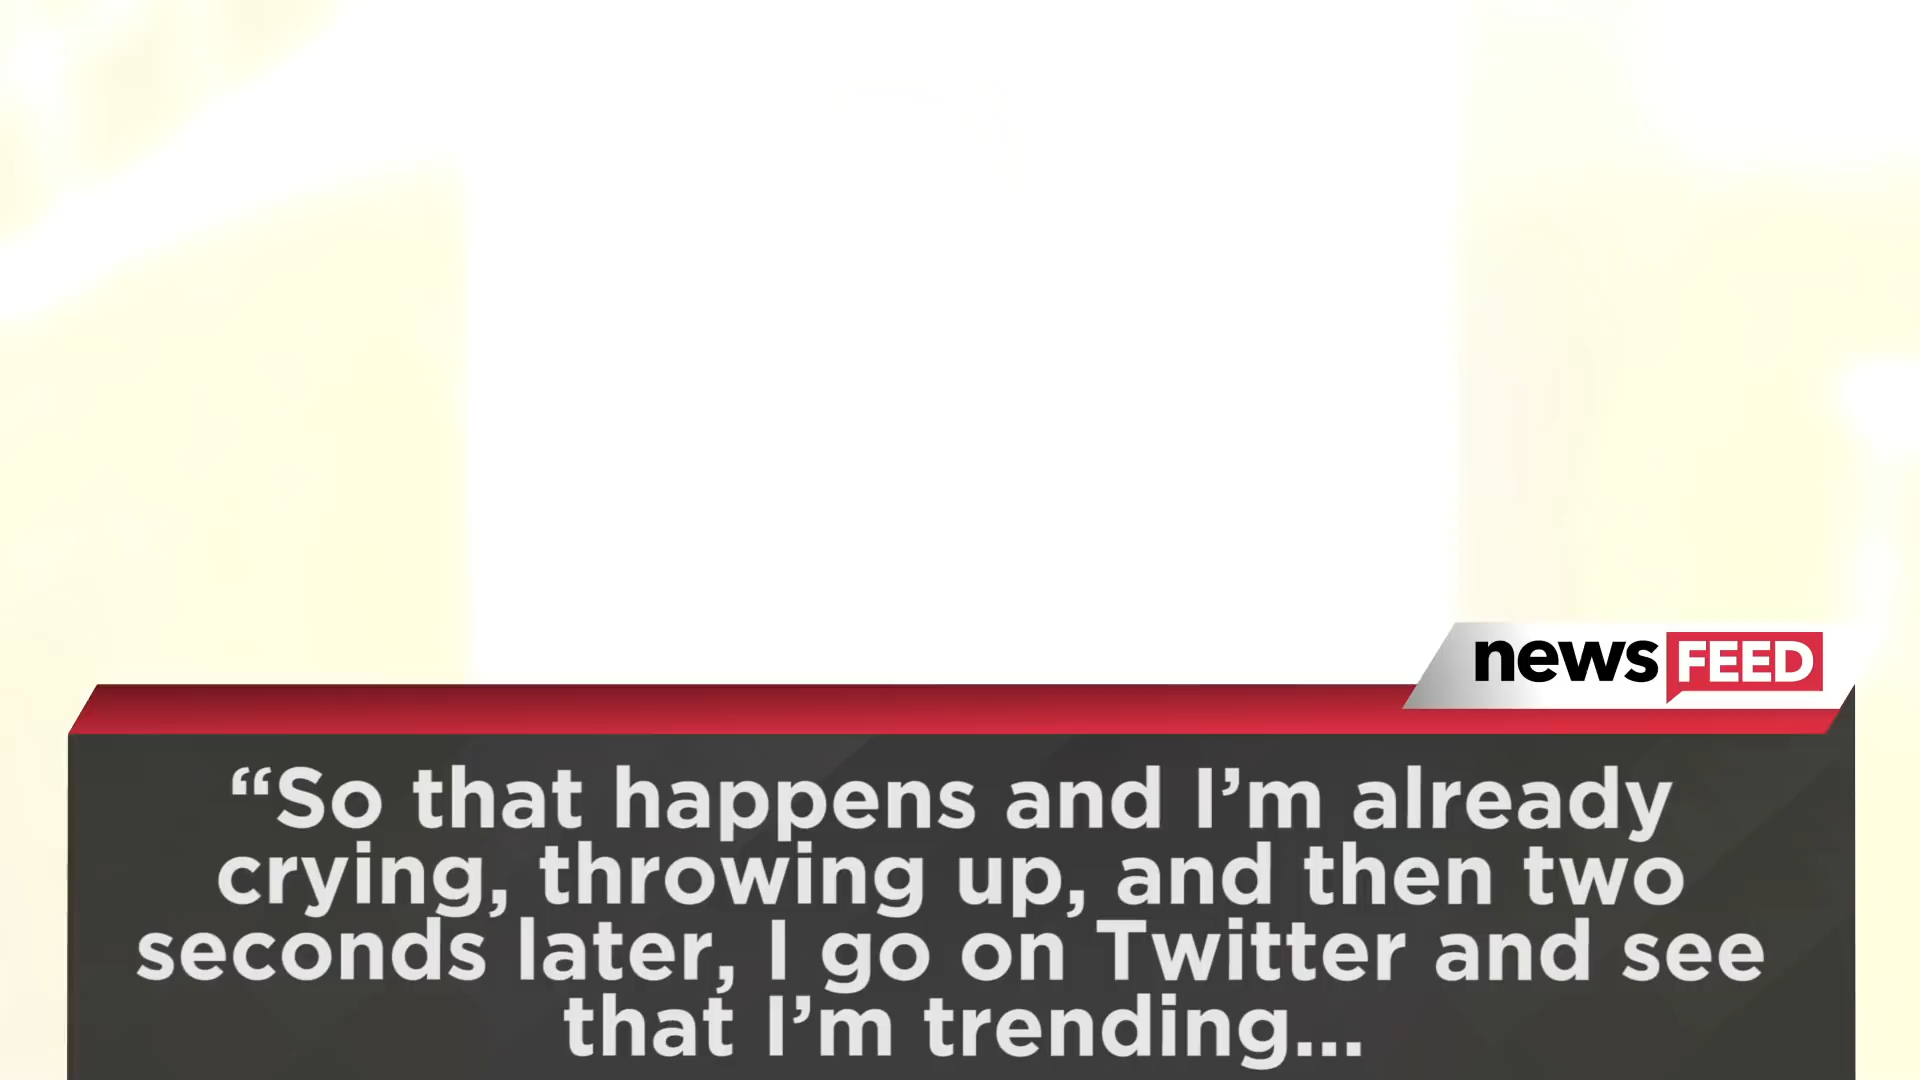 newsFEED
“So that happens and I’m already
crying, throwing up, and then two
seconds later, I go on Twitter and see
that I’m trending...